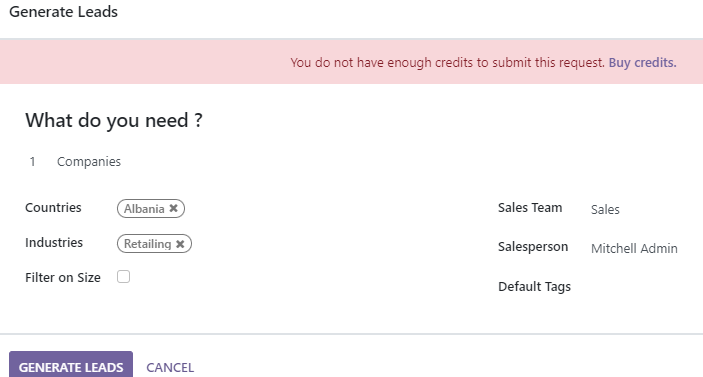 Generate Leads
You do not have enough credits to submit this request. Buy credits.
What do you need ?
1 Companies
Countries Albania ✖ Sales Team Sales
Industries Retailing ✖ Salesperson Mitchell Admin
Filter on Size Default Tags
GENERATE LEADS CANCEL